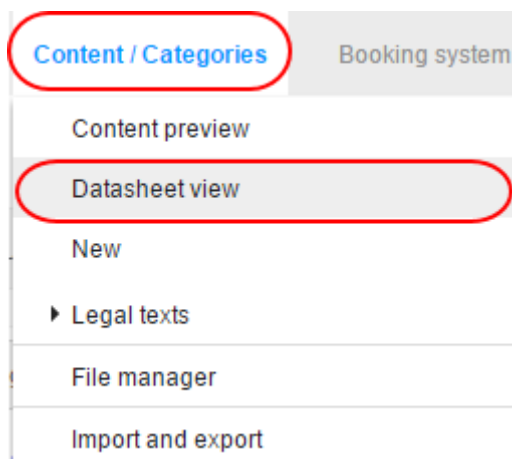 Content / Categories Booking system
Content preview
Datasheet view
New
Legal texts
File manager
Import and export